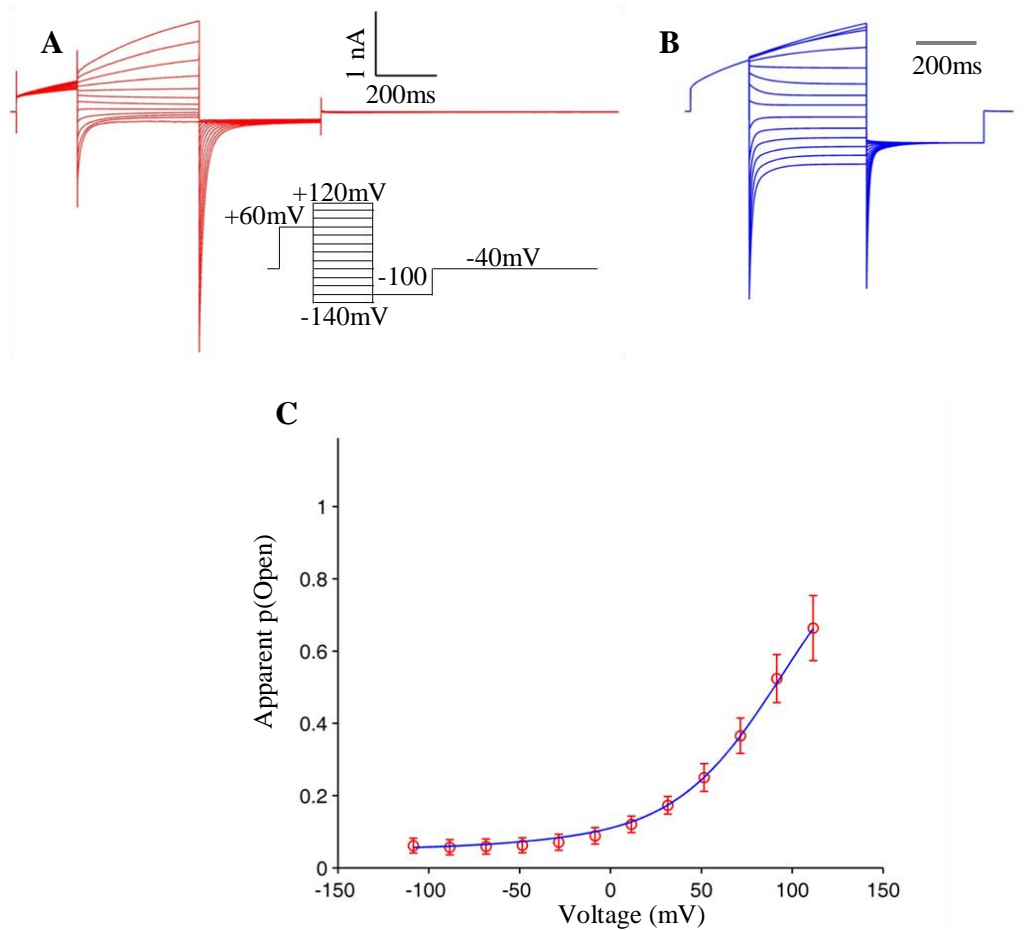 A
1 nA
200ms
+120mV
+60mV
-40mV
-100
-140mV
B
200ms
C
Apparent p(Open)
1
0.8
0.6
0.4
0.2
0
-150
-100
-50
0
50
100
150
Voltage (mV)